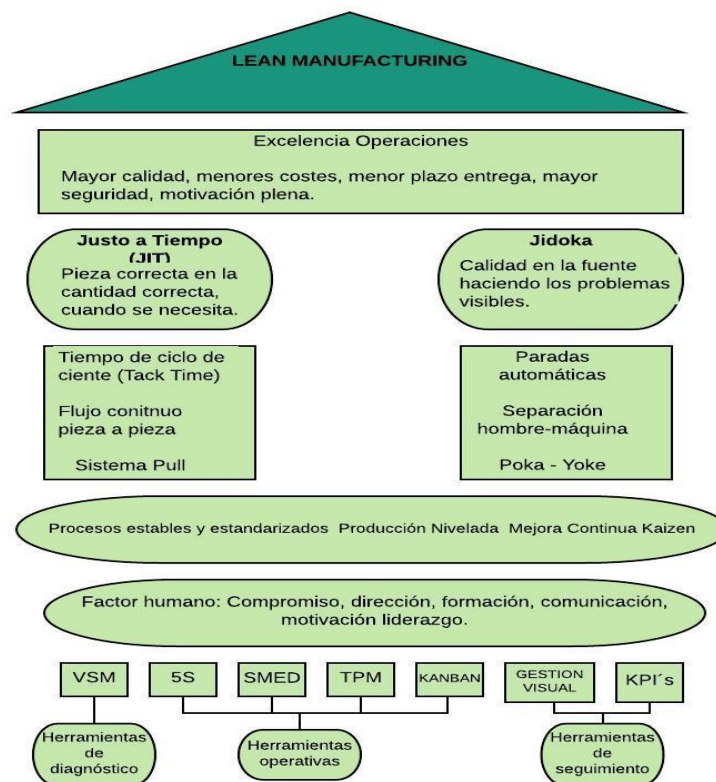 LEAN MANUFACTURING
Excelencia Operaciones
Mayor calidad, menores costes, menor plazo entrega, mayor
seguridad, motivación plena.
Justo a Tiempo
(JIT)
Pieza correcta en la
cantidad correcta,
cuando se necesita.
Jidoka
Calidad en la fuente
haciendo los problemas
visibles.
Tiempo de ciclo de
ciente (Tack Time)
Flujo conitnuo
pieza a pieza
Sistema Pull
Paradas
automáticas
Separación
hombre-máquina
Poka - Yoke
Procesos estables y estandarizados Producción Nivelada Mejora Continua Kaizen
Factor humano: Compromiso, dirección, formación, comunicación,
motivación liderazgo.
VSM
5S
SMED
TPM
KANBAN
GESTION
VISUAL
KPI´s
Herramientas
de
diagnóstico
Herramientas
operativas
Herramientas
de
seguimiento